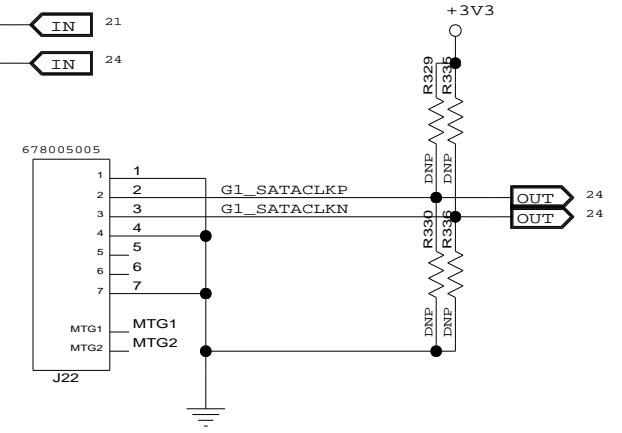 +3V3
IN 21
IN 24
R329
R335
678005005
1 1
DNP
DNP
2 2 G1_SATACLKP OUT 24
3 3 G1_SATACLKN OUT 24
4 4
R330
R336
5 5
6 6
7 7
DNP
DNP
MTG1 MTG1
MTG2 MTG2
J22